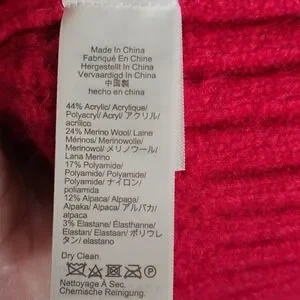 Made In China
Fabriqué En Chine
Hergestellt In China
Vervaardigd In China
中国製
hecho en china
44% Acrylic/ Acrylique/
Polyacryl/ Acryl/ アクリル/
acrílico
24% Merino Wool/ Laine
Mérinos/ Merinowolle/
Merinowol/ メリノウール/
Lana Merino
17% Polyamide/
Polyamide/ Polyamid/
Polyamide/ ナイロン/
poliamida
12% Alpaca/ Alpaga/
Alpaka/ Alpaca/ アルパカ/
alpaca
3% Elastane/ Élasthanne/
Elastan/ Elastaan/ ポリウレ
タン/ elastano
Dry Clean.
Nettoyage À Sec.
Chemische Reinigung.